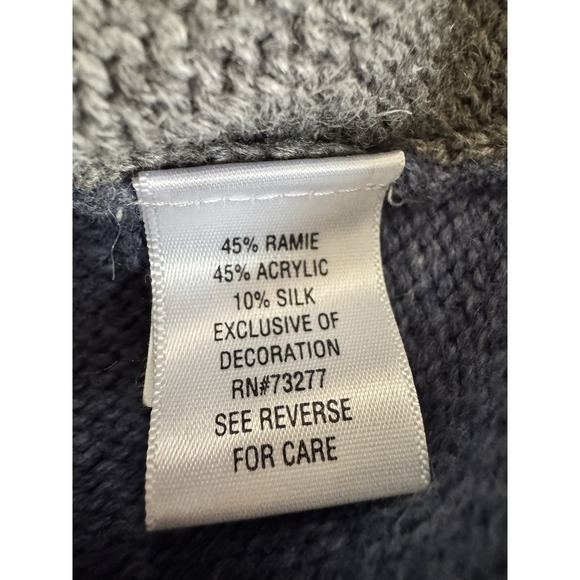 45% RAMIE
45% ACRYLIC
10% SILK
EXCLUSIVE OF
DECORATION
RN#73277
SEE REVERSE
FOR CARE